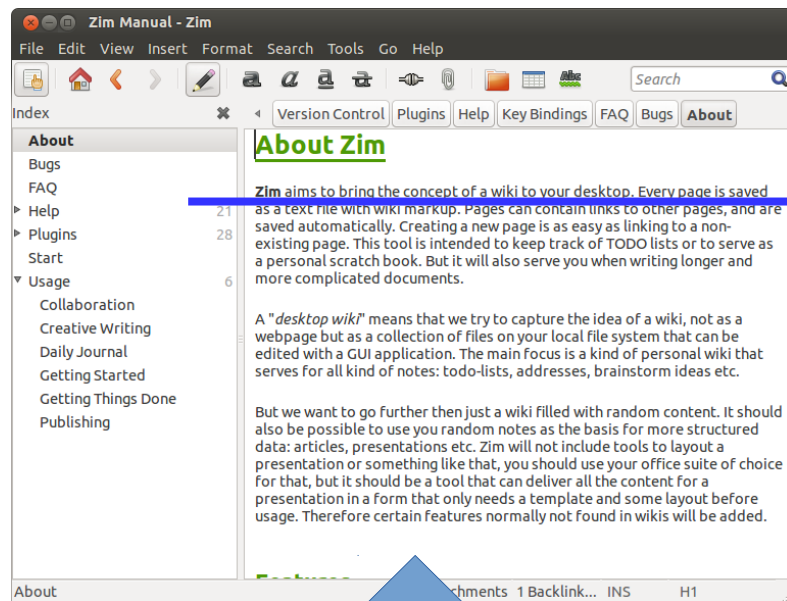 Zim Manual - Zim
File Edit View Insert Format Search Tools Go Help
a a a a Abc Search
Index Version Control Plugins Help Key Bindings FAQ Bugs About
About
Bugs
FAQ
Help 21
Plugins 28
Start
Usage 6
Collaboration
Creative Writing
Daily Journal
Getting Started
Getting Things Done
Publishing
About Zim
Zim aims to bring the concept of a wiki to your desktop. Every page is saved
as a text file with wiki markup. Pages can contain links to other pages, and are
saved automatically. Creating a new page is as easy as linking to a non-
existing page. This tool is intended to keep track of TODO lists or to serve as
a personal scratch book. But it will also serve you when writing longer and
more complicated documents.
A "desktop wiki" means that we try to capture the idea of a wiki, not as a
webpage but as a collection of files on your local file system that can be
edited with a GUI application. The main focus is a kind of personal wiki that
serves for all kind of notes: todo-lists, addresses, brainstorm ideas etc.
But we want to go further then just a wiki filled with random content. It should
also be possible to use you random notes as the basis for more structured
data: articles, presentations etc. Zim will not include tools to layout a
presentation or something like that, you should use your office suite of choice
for that, but it should be a tool that can deliver all the content for a
presentation in a form that only needs a template and some layout before
usage. Therefore certain features normally not found in wikis will be added.
About 1 Backlink... INS H1